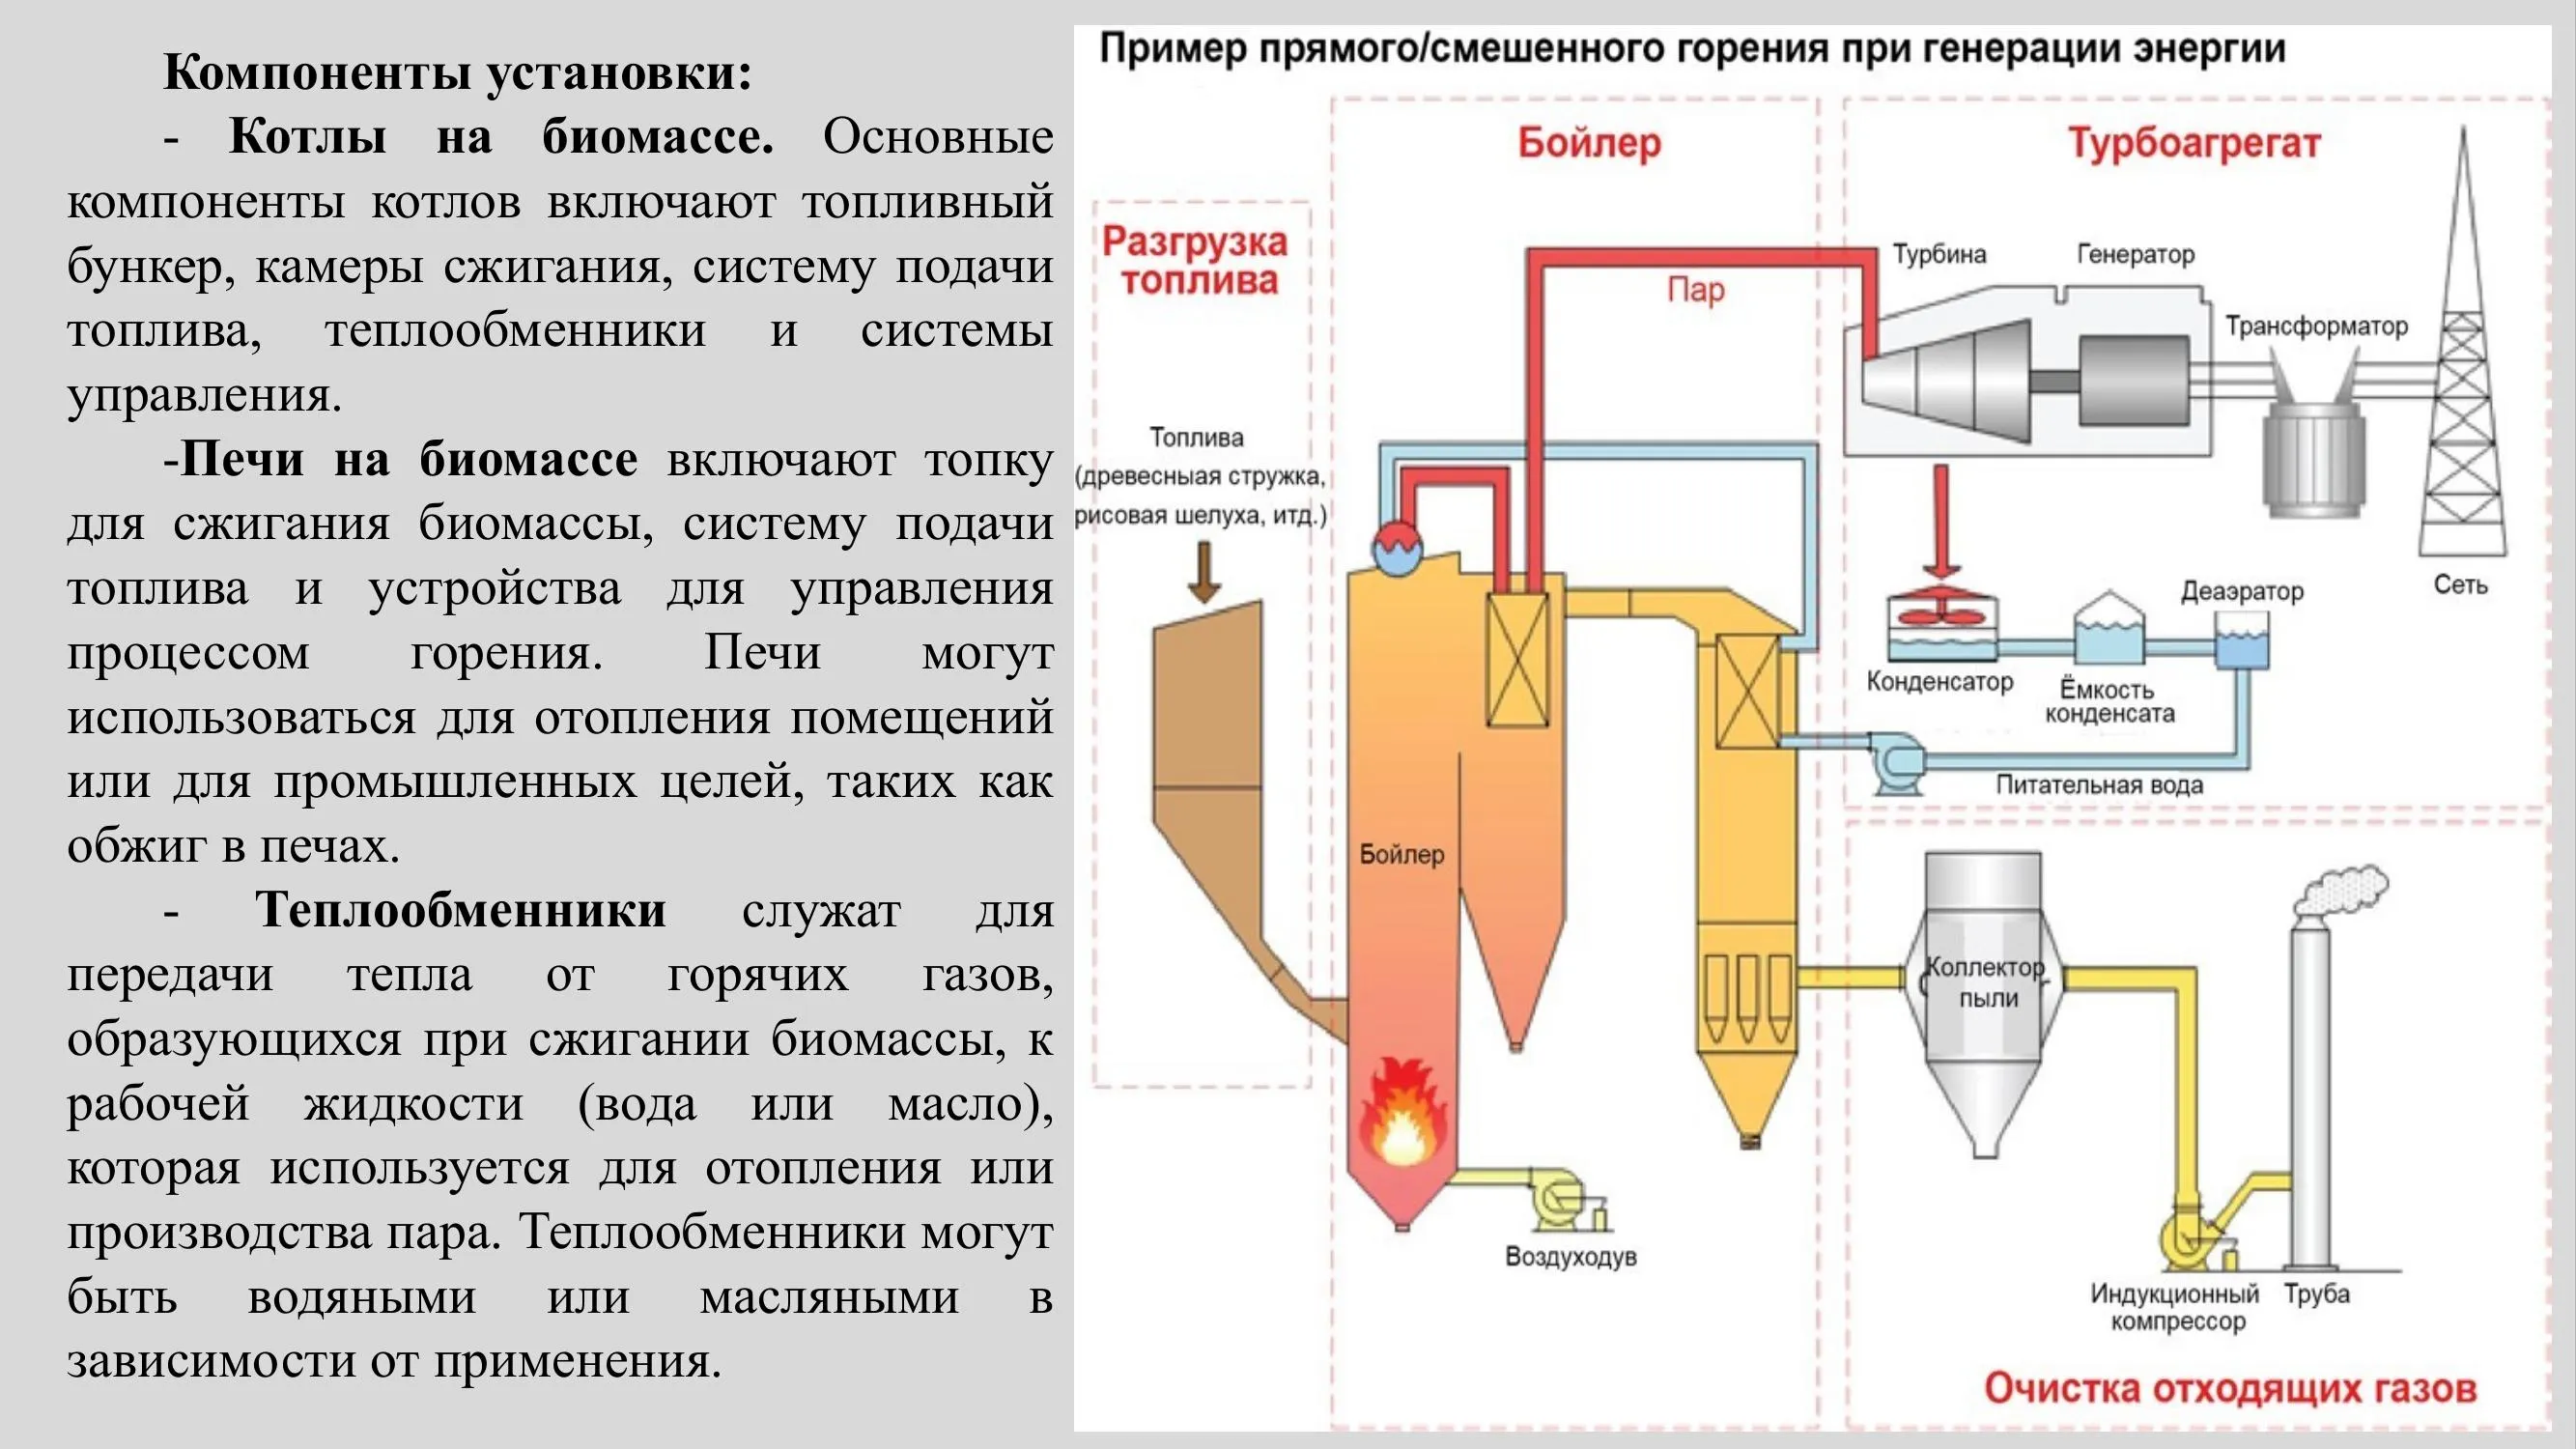 Компоненты установки:
- Котлы на биомассе. Основные
компоненты котлов включают топливный
бункер, камеры сжигания, систему подачи
топлива, теплообменники и системы
управления.
-Печи на биомассе включают топку
для сжигания биомассы, систему подачи
топлива и устройства для управления
процессом горения. Печи могут
использоваться для отопления помещений
или для промышленных целей, таких как
обжиг в печах.
- Теплообменники служат для
передачи тепла от горячих газов,
образующихся при сжигании биомассы, к
рабочей жидкости (вода или масло),
которая используется для отопления или
производства пара. Теплообменники могут
быть водяными или масляными в
зависимости от применения.
Пример прямого/смешенного горения при генерации энергии
Разгрузка
топлива
Топлива
(древесныая стружка,
рисовая шелуха, итд.)
Бойлер
Пар
Бойлер
Воздуходув
Турбоагрегат
Турбина
Генератор
Трансформатор
Сеть
Деаэратор
Конденсатор
Ёмкость
конденсата
Питательная вода
Коллектор
пыли
Индукционный
компрессор
Труба
Очистка отходящих газов